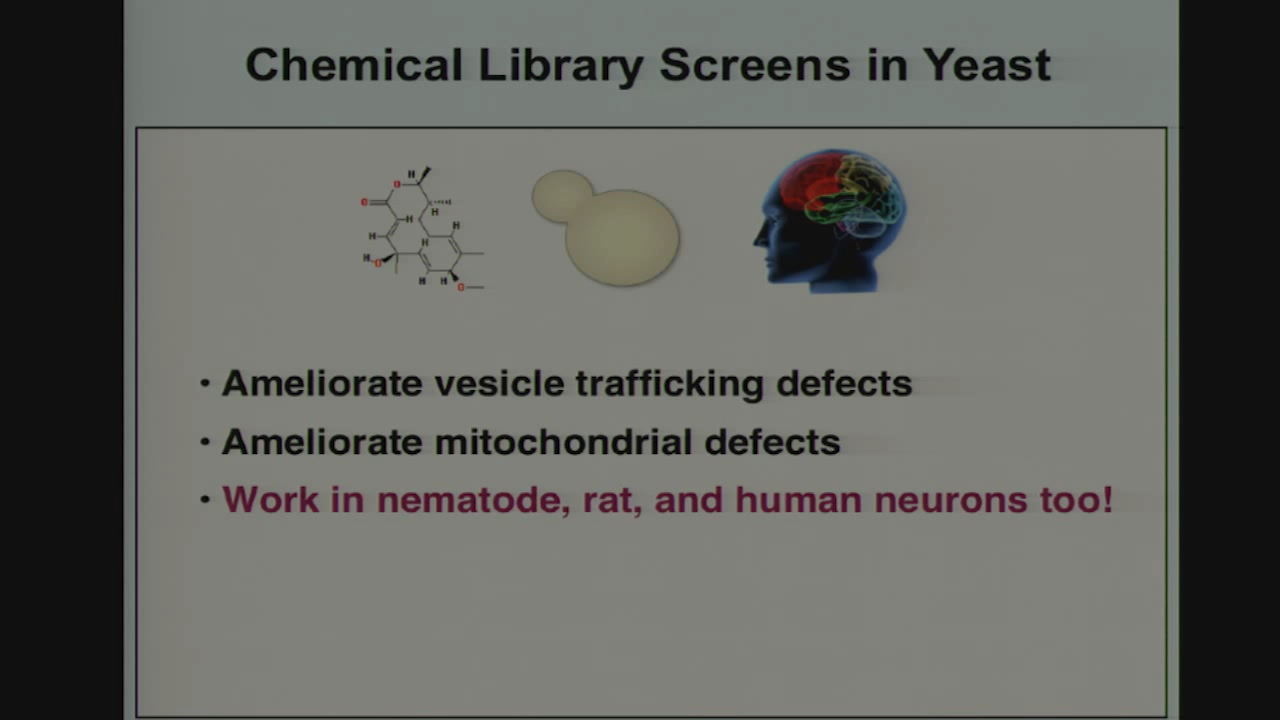 Chemical Library Screens in Yeast
H
O
O
H
H
H
H
H
H
O
H
H
O
• Ameliorate vesicle trafficking defects
• Ameliorate mitochondrial defects
• Work in nematode, rat, and human neurons too!